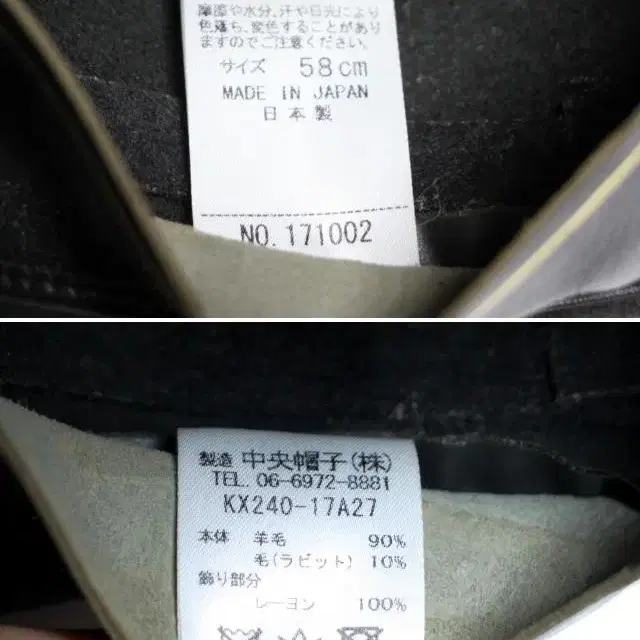 摩擦や水分、汗や日光により
色落ち、変色することがあり
ますのでご注意ください。
サイズ 58cm
MADE IN JAPAN
日本製
NO. 171002
製造 中央帽子(株)
TEL. 06-6972-8881
KX240-17A27
本体 羊毛 90%
毛(ラビット) 10%
飾り部分
レーヨン 100%